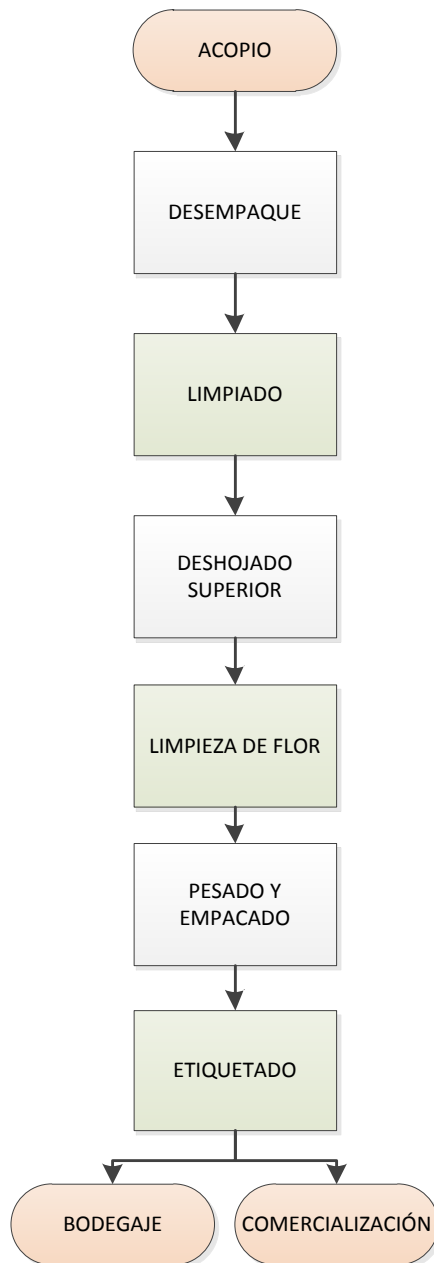 ACOPIO
DESEMPAQUE
LIMPIADO
DESHOJADO
SUPERIOR
LIMPIEZA DE FLOR
PESADO Y
EMPACADO
ETIQUETADO
BODEGAJE
COMERCIALIZACIÓN